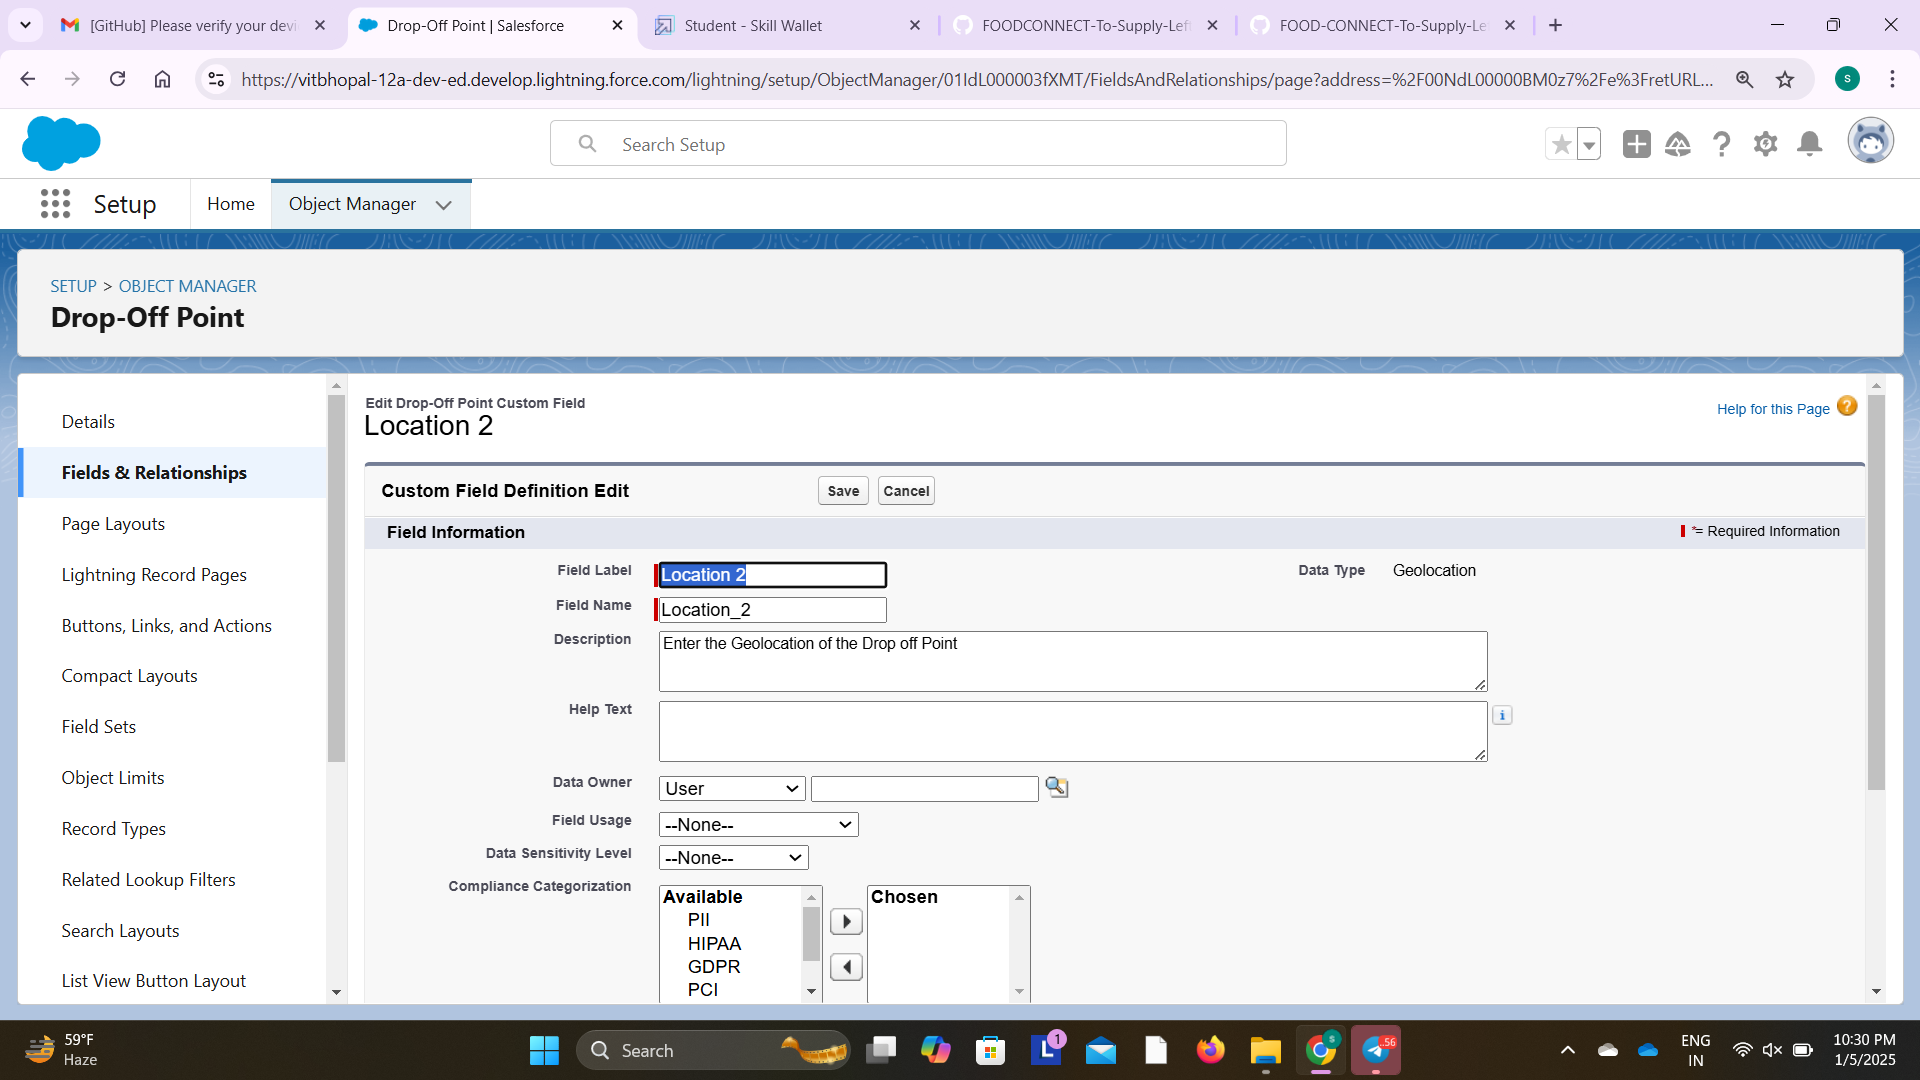 [GitHub] Please verify your devi
Drop-Off Point | Salesforce
Student - Skill Wallet
FOODCONNECT-To-Supply-Left
FOOD-CONNECT-To-Supply-Le
https://vitbhopal-12a-dev-ed.develop.lightning.force.com/lightning/setup/ObjectManager/01IdL000003fXMT/FieldsAndRelationships/page?address=%2F00NdL00000BM0z7%2Fe%3FretURL...
S
Search Setup
Setup
Home
Object Manager
SETUP > OBJECT MANAGER
Drop-Off Point
Details
Fields & Relationships
Page Layouts
Lightning Record Pages
Buttons, Links, and Actions
Compact Layouts
Field Sets
Object Limits
Record Types
Related Lookup Filters
Search Layouts
List View Button Layout
Edit Drop-Off Point Custom Field
Location 2
Help for this Page ?
Custom Field Definition Edit
Save
Cancel
Field Information
*= Required Information
Field Label
Location 2
Data Type
Geolocation
Field Name
Location_2
Description
Enter the Geolocation of the Drop off Point
Help Text
i
Data Owner
User
Field Usage
--None--
Data Sensitivity Level
--None--
Compliance Categorization
Available
PII
HIPAA
GDPR
PCI
Chosen
59°F
Haze
Search
L
1
S
..56
ENG
IN
10:30 PM
1/5/2025